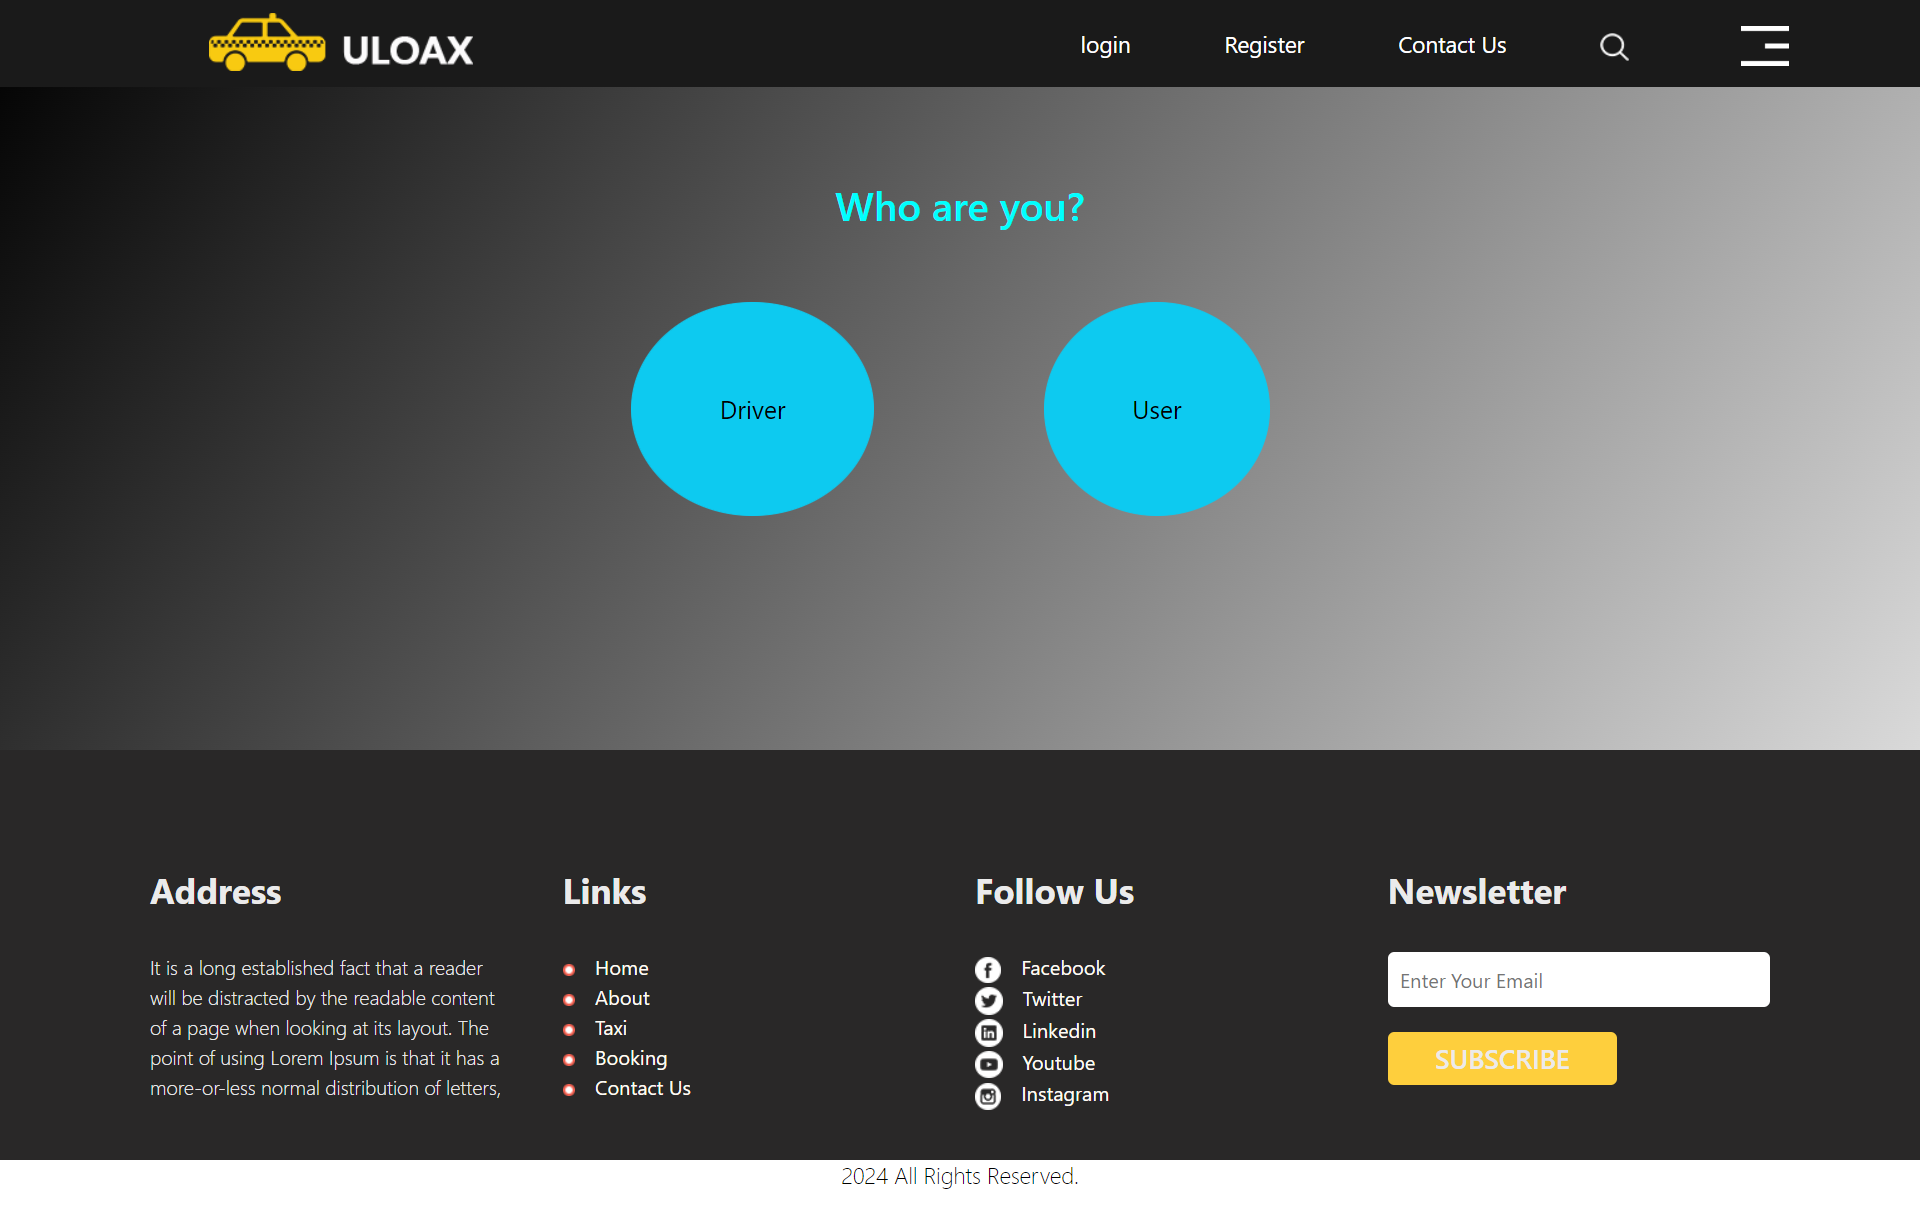 ULOAX
login
Register
Contact Us
Who are you?
Driver
User
Address
It is a long established fact that a reader
will be distracted by the readable content
of a page when looking at its layout. The
point of using Lorem Ipsum is that it has a
more-or-less normal distribution of letters,
Links
Home
About
Taxi
Booking
Contact Us
Follow Us
Facebook
Twitter
Linkedin
Youtube
Instagram
Newsletter
Enter Your Email
SUBSCRIBE
2024 All Rights Reserved.